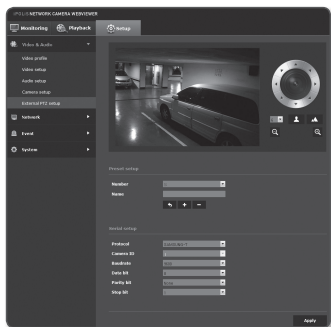 iPOLiS NETWORK CAMERA WEBVIEWER
Monitoring
Playback
Setup
Video & Audio
Video profile
Video setup
Audio setup
Camera setup
External PTZ setup
Network
Event
System
Preset setup
Number
Name
Serial setup
Protocol
Camera ID
Baudrate
Data bit
Parity bit
Stop bit
Apply